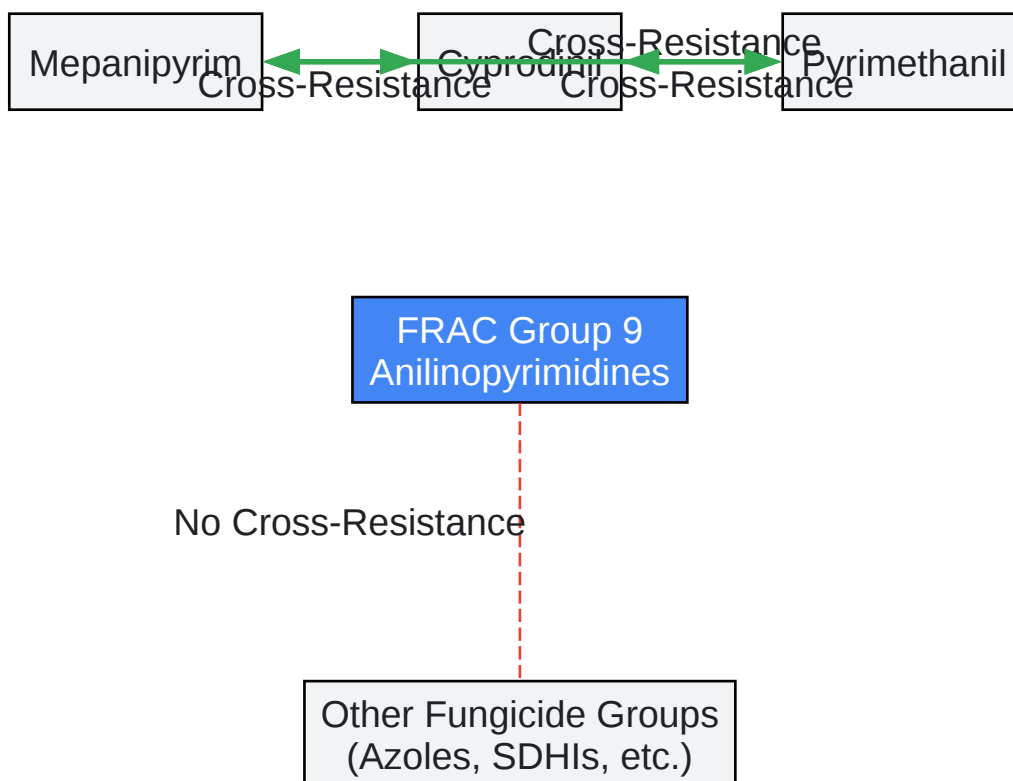 Cross-Resistance
Mepanipyrim
Cyprodinil
Pyrimethanil
Cross-Resistance
Cross-Resistance
FRAC Group 9
Anilinopyrimidines
No Cross-Resistance
Other Fungicide Groups
(Azoles, SDHIs, etc.)